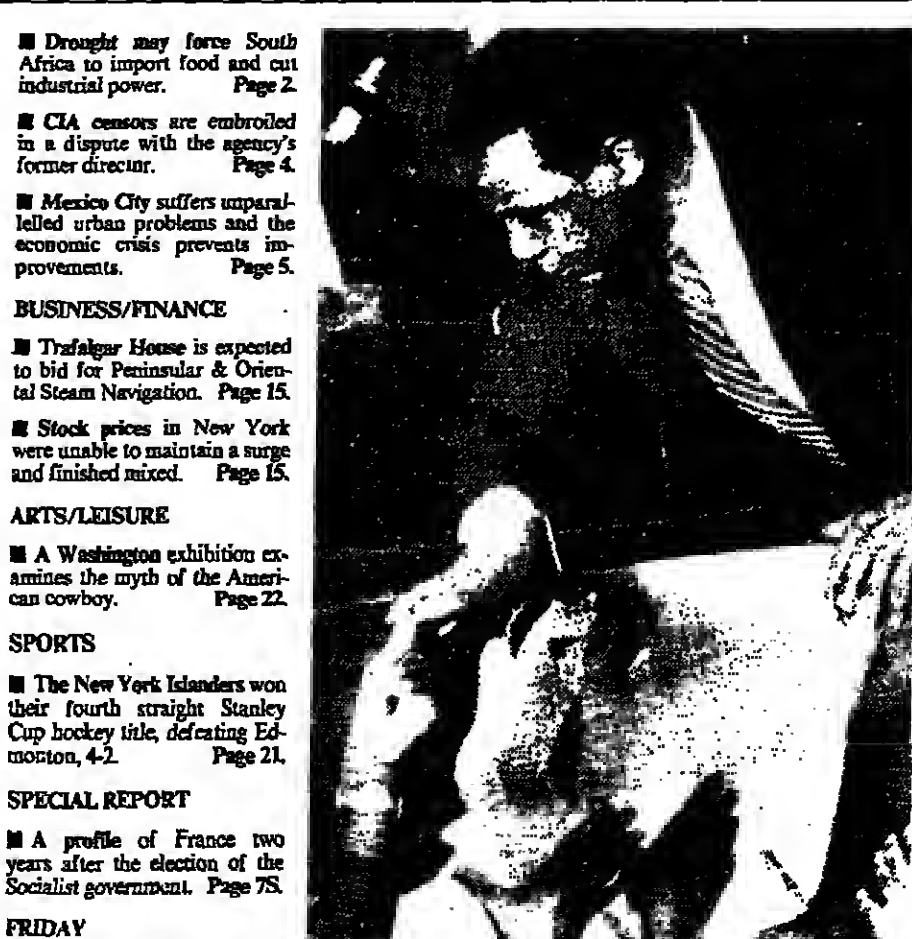 ■ Drought may force South
Africa to import food and cut
industrial power. Page 2.
■ CIA censors are embroiled
in a dispute with the agency's
former director. Page 4.
■ Mexico City suffers unparal-
lelled urban problems and the
economic crisis prevents im-
provements. Page 5.
BUSINESS/FINANCE
■ Trafalgar House is expected
to bid for Peninsular & Orien-
tal Steam Navigation. Page 15.
■ Stock prices in New York
were unable to maintain a surge
and finished mixed. Page 15.
ARTS/LEISURE
■ A Washington exhibition ex-
amines the myth of the Ameri-
can cowboy. Page 22.
SPORTS
■ The New York Islanders won
their fourth straight Stanley
Cup hockey title, defeating Ed-
monton, 4-2. Page 21.
SPECIAL REPORT
■ A profile of France two
years after the election of the
Socialist government. Page 7S.
FRIDAY